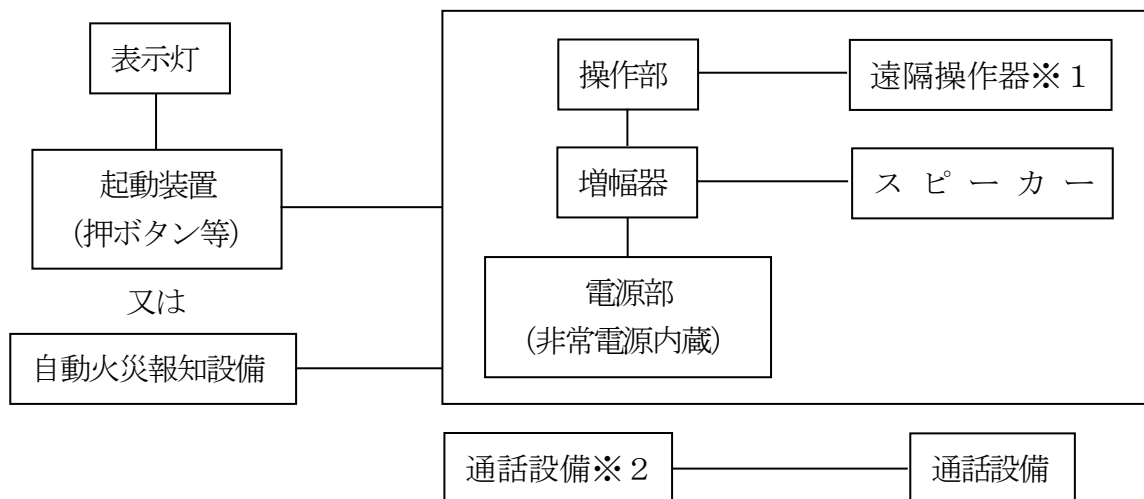 表示灯
起動装置
(押ボタン等)
又は
自動火災報知設備
操作部
遠隔操作器※１
増幅器
スピーカー
電源部
(非常電源内蔵)
通話設備※２
通話設備